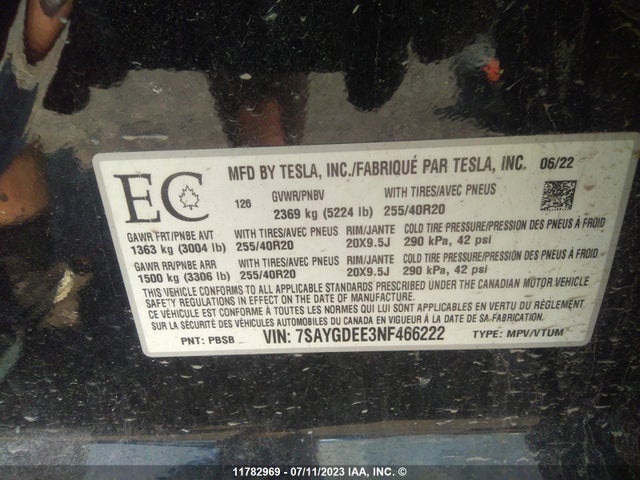 EC
MFD BY TESLA, INC./FABRIQUÉ PAR TESLA, INC. 06/22
126 GVWR/PNBV WITH TIRES/AVEC PNEUS
2369 kg (5224 lb) 255/40R20
GAWR FRT/PNBE AVT WITH TIRES/AVEC PNEUS RIM/JANTE COLD TIRE PRESSURE/PRESSION DES PNEUS À FROID
1363 kg (3004 lb) 255/40R20 20X9.5J 290 kPa, 42 psi
GAWR RR/PNBE ARR WITH TIRES/AVEC PNEUS RIM/JANTE COLD TIRE PRESSURE/PRESSION DES PNEUS À FROID
1500 kg (3306 lb) 255/40R20 20X9.5J 290 kPa, 42 psi
THIS VEHICLE CONFORMS TO ALL APPLICABLE STANDARDS PRESCRIBED UNDER THE CANADIAN MOTOR VEHICLE
SAFETY REGULATIONS IN EFFECT ON THE DATE OF MANUFACTURE.
CE VÉHICULE EST CONFORME À TOUTES LES NORMES QUI LUI SONT APPLICABLES EN VERTU DU RÈGLEMENT
SUR LA SÉCURITÉ DES VÉHICULES AUTOMOBILES DU CANADA EN VIGUEUR À LA DATE DE SA FABRICATION.
PNT: PBSB VIN: 7SAYGDEE3NF466222 TYPE: MPV/VTUM
11782969 - 07/11/2023 IAA, INC. ©